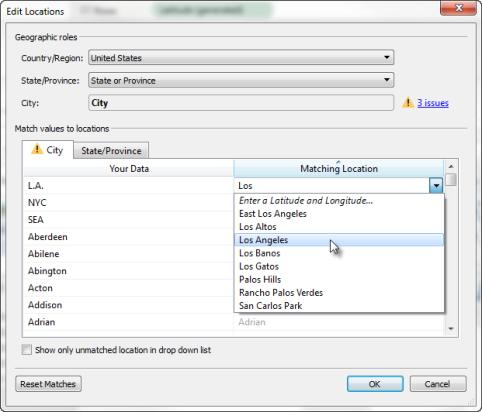 Edit Locations
Latitude (generated)
Geographic roles
Country/Region: United States
State/Province: State or Province
City: City 3 issues
Match values to locations
City State/Province
Your Data Matching Location
L.A. Los
NYC Enter a Latitude and Longitude...
East Los Angeles
SEA Los Altos
Aberdeen Los Angeles
Abilene Los Banos
Abington Los Gatos
Acton Palos Hills
Addison Rancho Palos Verdes
San Carlos Park
Adrian Adrian
Show only unmatched location in drop down list
Reset Matches OK Cancel